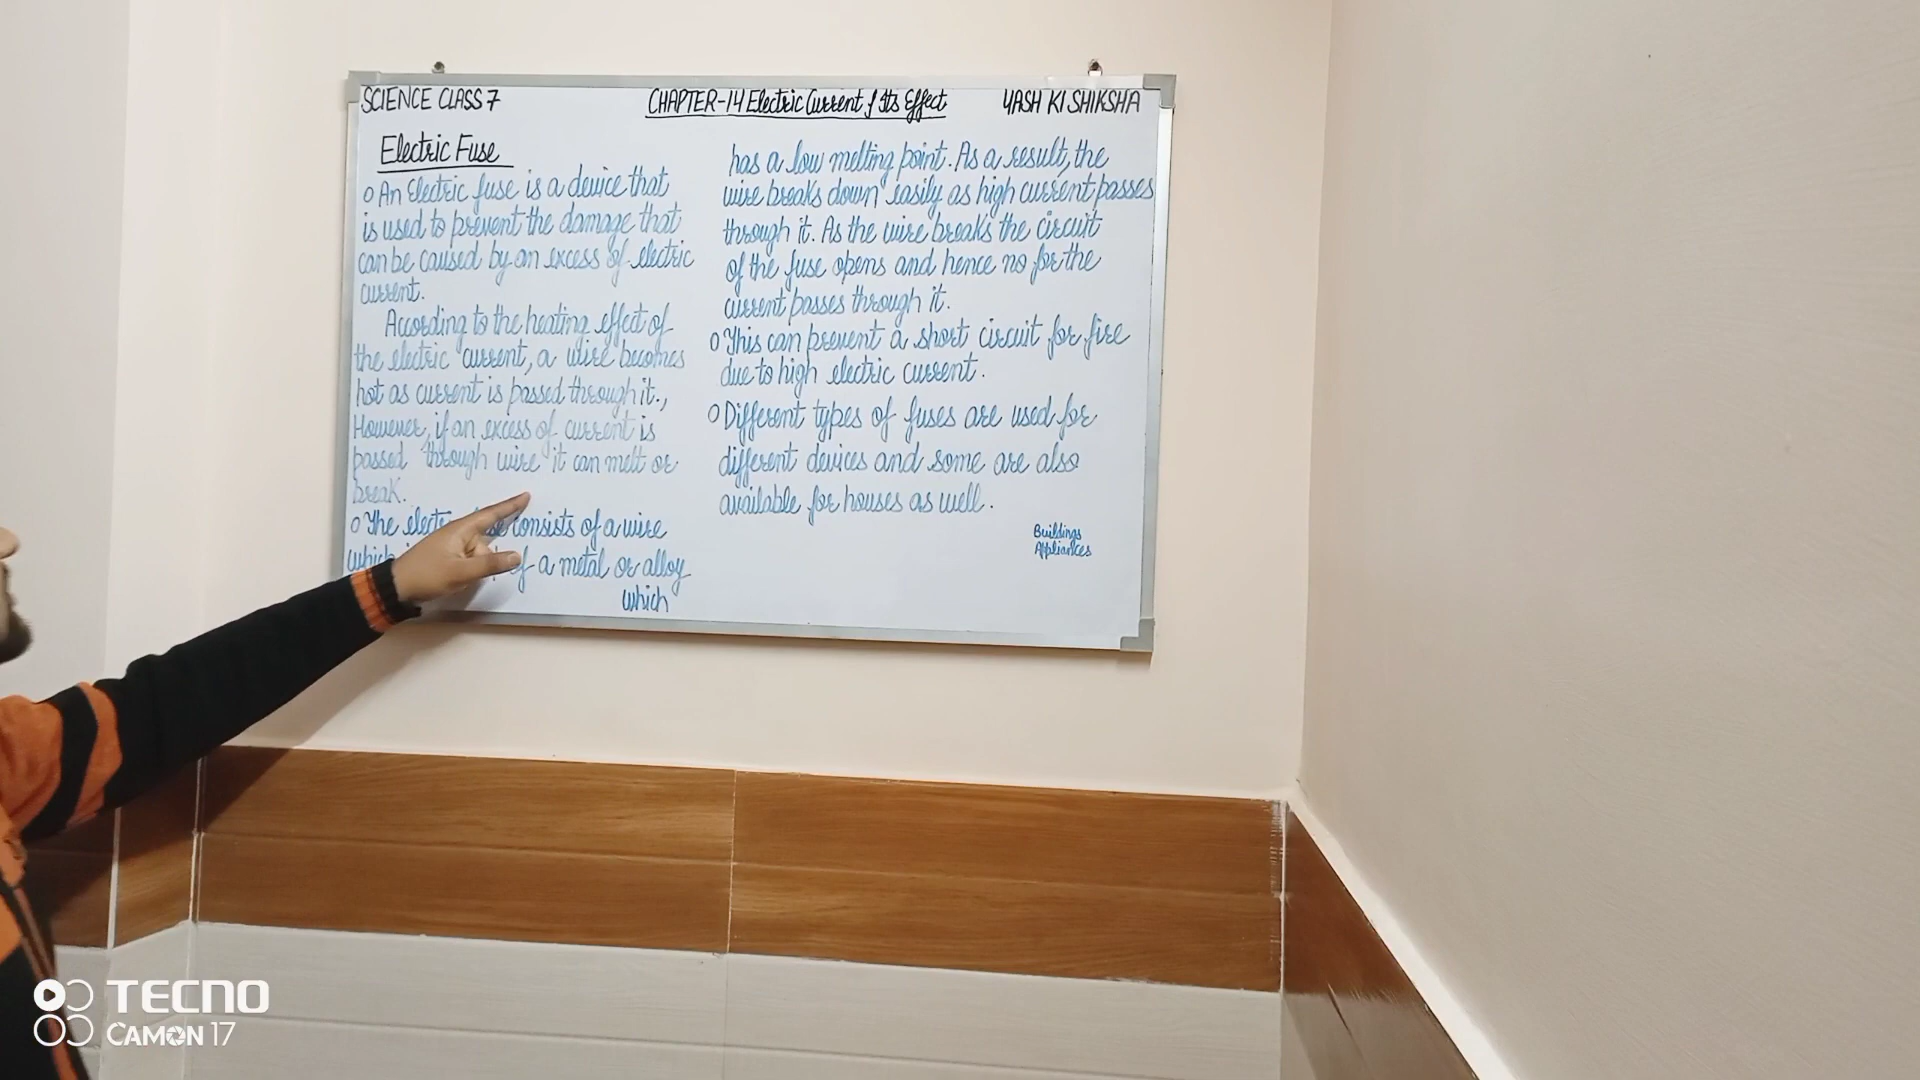 SCIENCE CLASS 7
CHAPTER-14 Electric Current & Its Effect
YASH KI SHIKSHA
Electric Fuse
o An Electric fuse is a device that
is used to prevent the damage that
can be caused by an excess of electric
current.
According to the heating effect of
the electric current, a wire becomes
hot as current is passed through it.,
However, if an excess of current is
passed through wire it can melt or
break.
o The consists of a wire
which of a metal or alloy
which
has a low melting point. As a result, the
wire breaks down easily as high current passes
through it. As the wire breaks the circuit
of the fuse opens and hence no for the
current passes through it.
o This can prevent a short circuit for fire
due to high electric current.
o Different types of fuses are used for
different devices and some are also
available for houses as well.
Buildings
Appliances
TECNO
CAMON 17